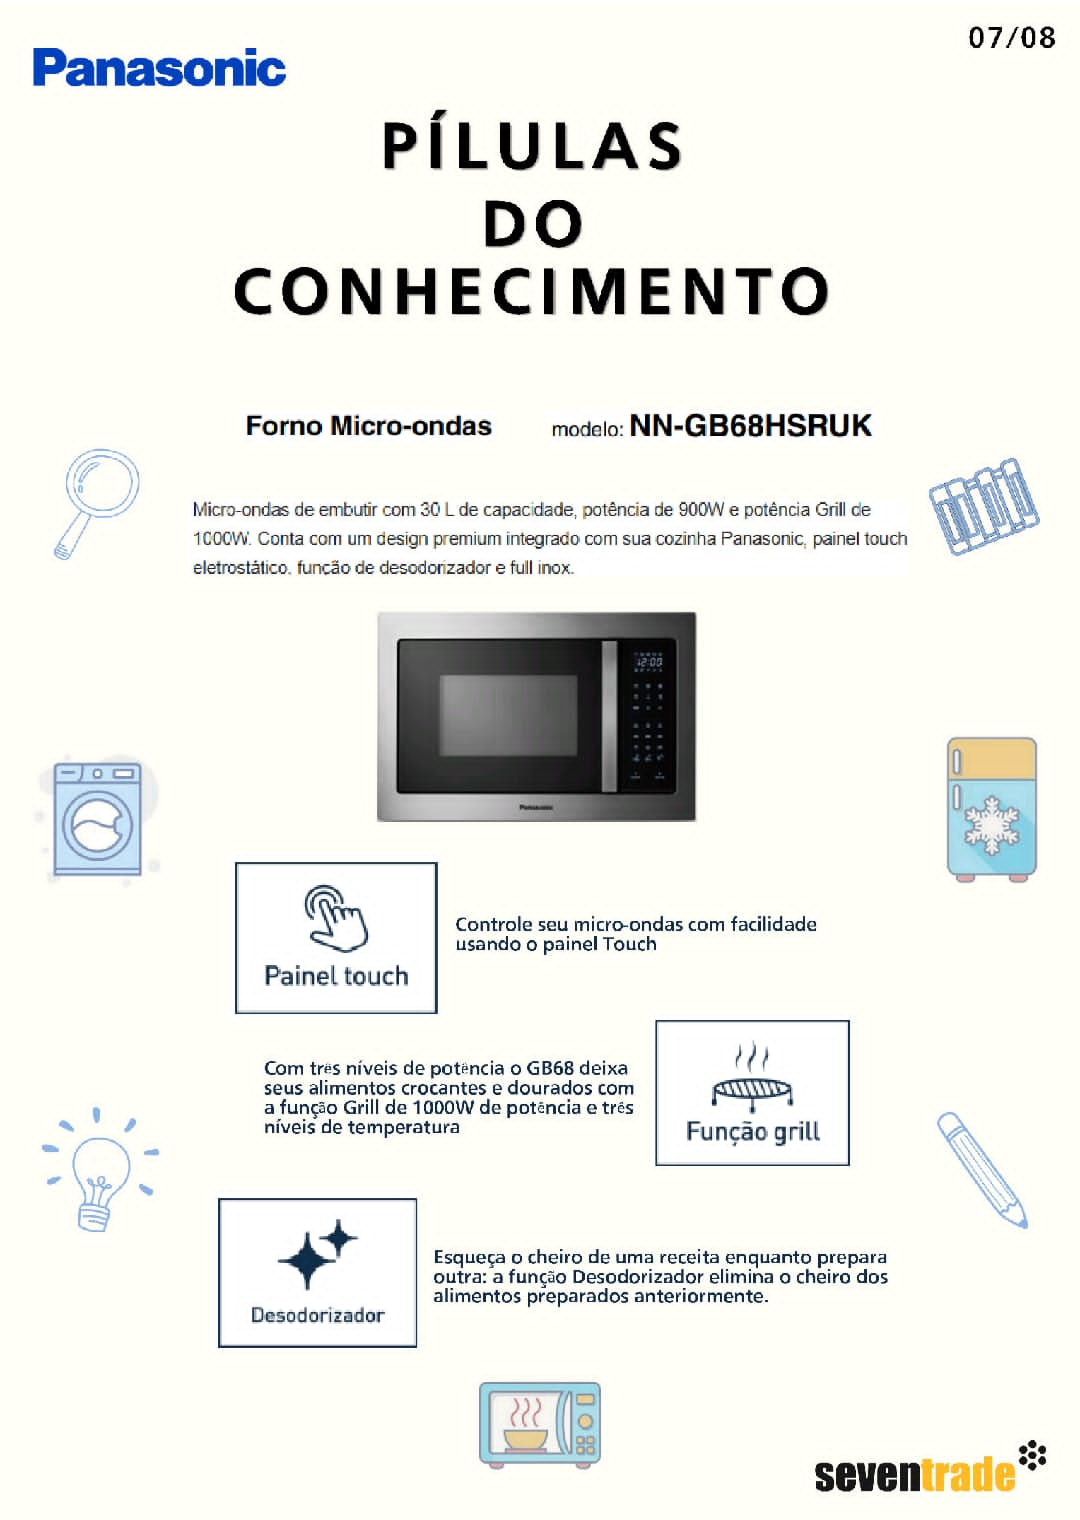 07/08
Panasonic
PÍLULAS
DO
CONHECIMENTO
Forno Micro-ondas modelo: NN-GB68HSRUK
Micro-ondas de embutir com 30 L de capacidade, potência de 900W e potência Grill de
1000W. Conta com um design premium integrado com sua cozinha Panasonic, painel touch
eletrostático, função de desodorizador e full inox.
12:00
Panasonic
Painel touch
Controle seu micro-ondas com facilidade
usando o painel Touch
Com três níveis de potência o GB68 deixa
seus alimentos crocantes e dourados com
a função Grill de 1000W de potência e três
níveis de temperatura
Função grill
Desodorizador
Esqueça o cheiro de uma receita enquanto prepara
outra: a função Desodorizador elimina o cheiro dos
alimentos preparados anteriormente.
seventrade